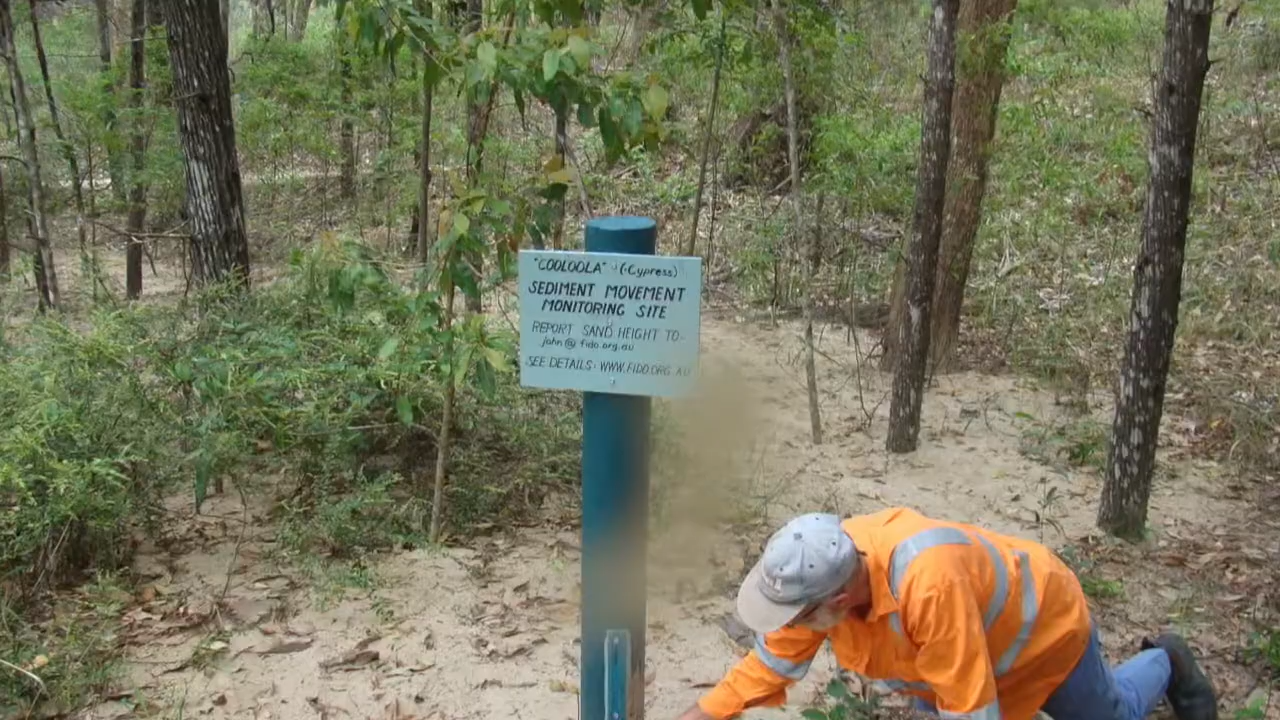 "COOLOOLA" (-Cypress)
SEDIMENT MOVEMENT
MONITORING SITE
REPORT SAND HEIGHT TO-
john@fido.org.au
SEE DETAILS. WWW.FIDO.ORG.AU